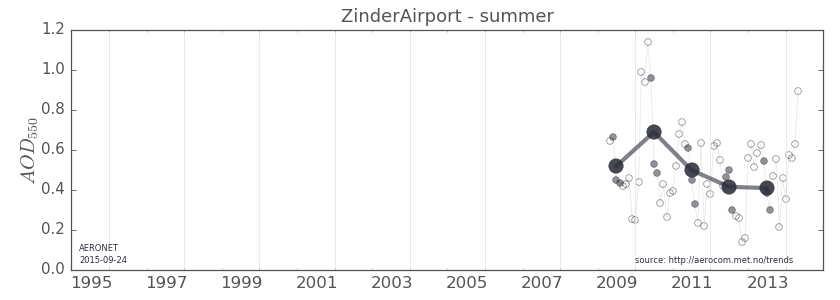 ZinderAirport - summer
1.2
1.0
0.8
0.6
0.4
0.2
0.0
AOD550
AERONET
2015-09-24
source: http://aerocom.met.no/trends
1995 1997 1999 2001 2003 2005 2007 2009 2011 2013